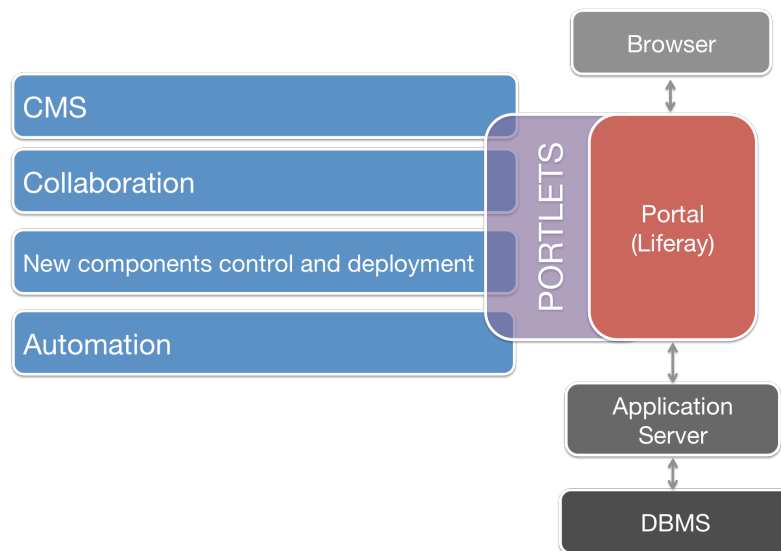 Browser
CMS
Collaboration
New components control and deployment
Automation
PORTLETS
Portal
(Liferay)
Application
Server
DBMS